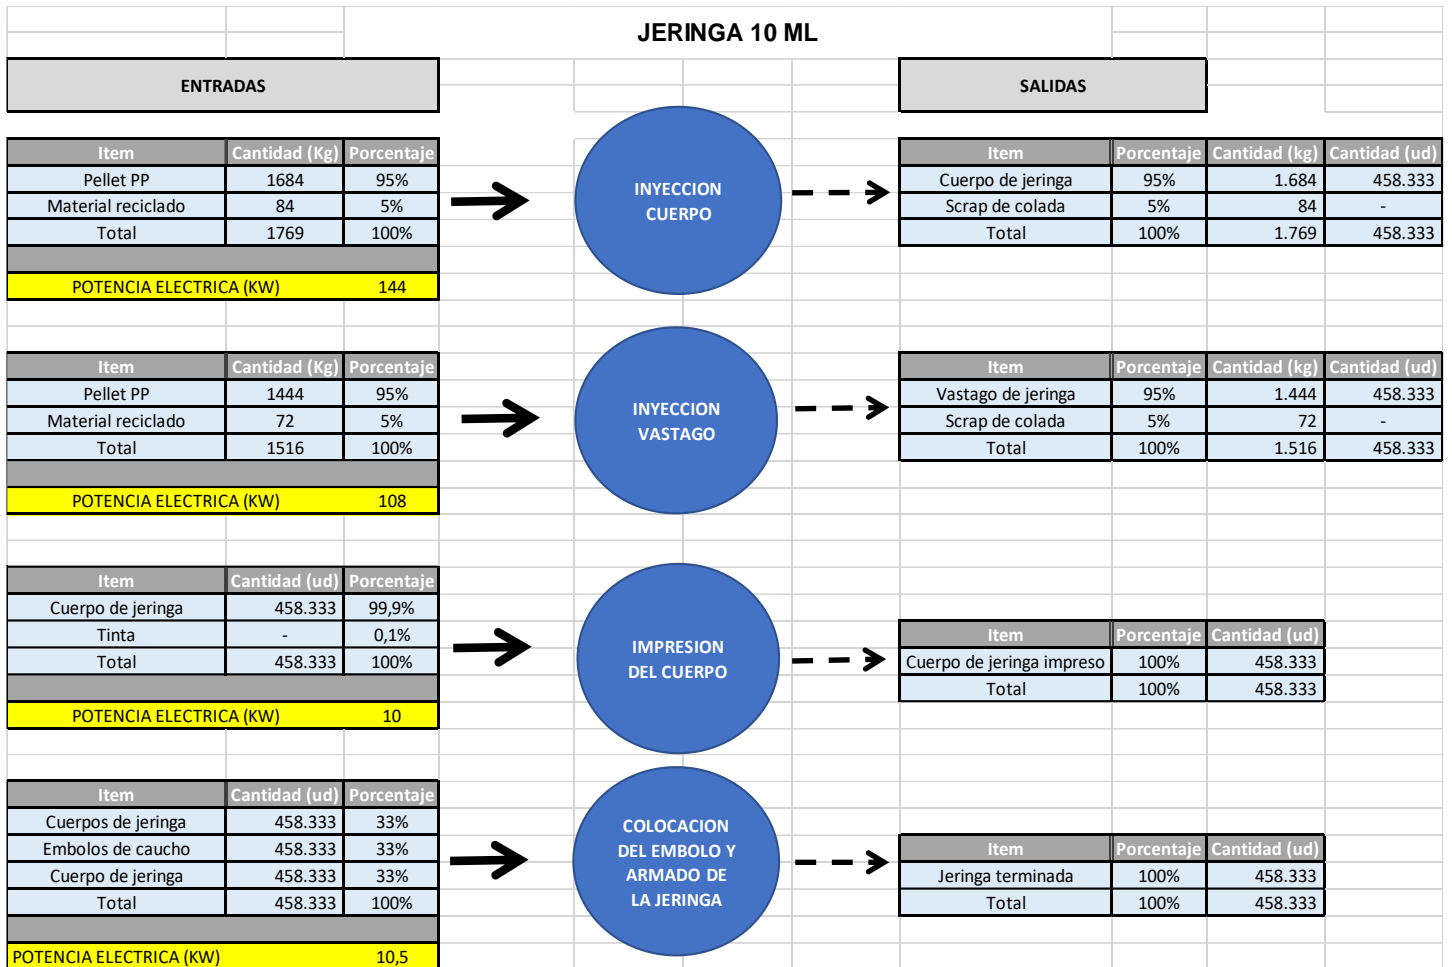 JERINGA 10 ML
ENTRADAS
SALIDAS
Item Cantidad (Kg) Porcentaje
Pellet PP 1684 95%
Material reciclado 84 5%
Total 1769 100%
POTENCIA ELECTRICA (KW) 144
INYECCION
CUERPO
Item Porcentaje Cantidad (kg) Cantidad (ud)
Cuerpo de jeringa 95% 1.684 458.333
Scrap de colada 5% 84 -
Total 100% 1.769 458.333
Item Cantidad (Kg) Porcentaje
Pellet PP 1444 95%
Material reciclado 72 5%
Total 1516 100%
POTENCIA ELECTRICA (KW) 108
INYECCION
VASTAGO
Item Porcentaje Cantidad (kg) Cantidad (ud)
Vastago de jeringa 95% 1.444 458.333
Scrap de colada 5% 72 -
Total 100% 1.516 458.333
Item Cantidad (ud) Porcentaje
Cuerpo de jeringa 458.333 99,9%
Tinta - 0,1%
Total 458.333 100%
POTENCIA ELECTRICA (KW) 10
IMPRESION
DEL CUERPO
Item Porcentaje Cantidad (ud)
Cuerpo de jeringa impreso 100% 458.333
Total 100% 458.333
Item Cantidad (ud) Porcentaje
Cuerpos de jeringa 458.333 33%
Embolos de caucho 458.333 33%
Cuerpo de jeringa 458.333 33%
Total 458.333 100%
POTENCIA ELECTRICA (KW) 10,5
COLOCACION
DEL EMBOLO Y
ARMADO DE
LA JERINGA
Item Porcentaje Cantidad (ud)
Jeringa terminada 100% 458.333
Total 100% 458.333